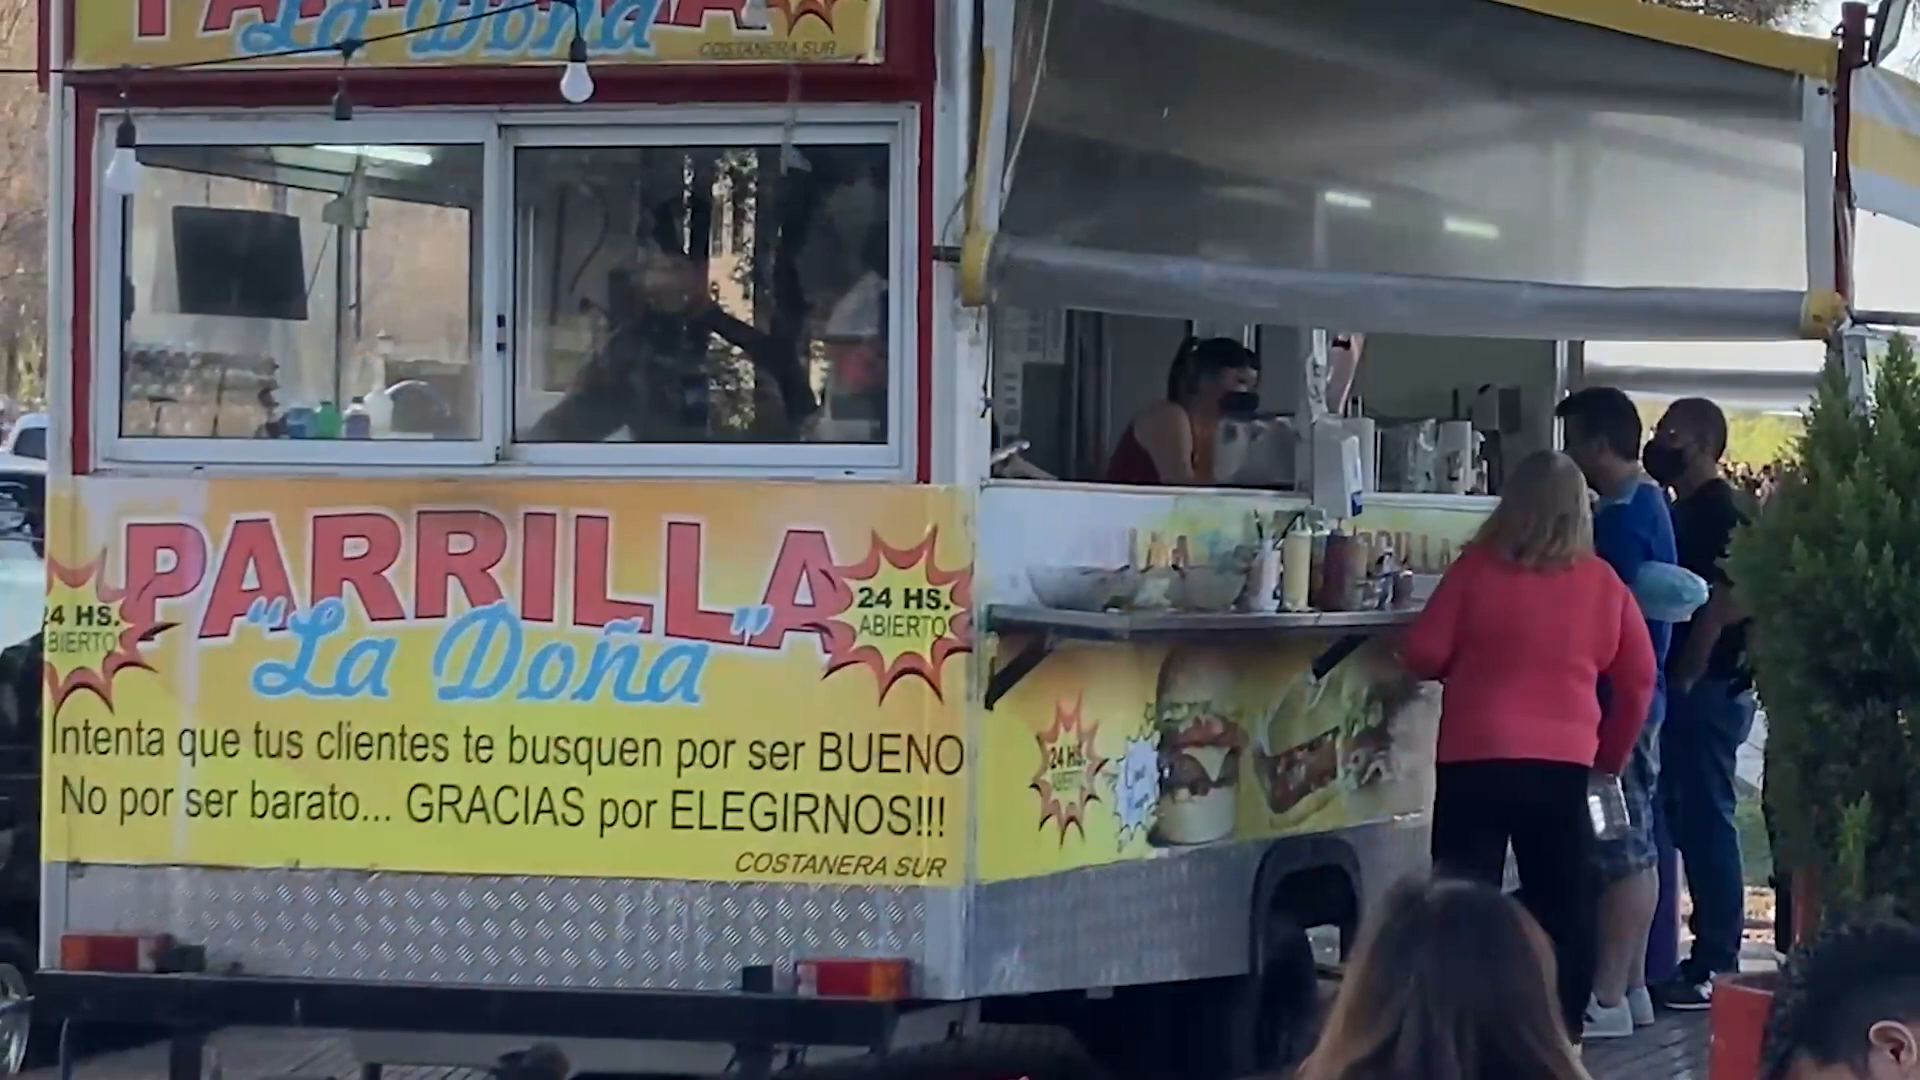 PARRILLA
La Doña
COSTANERA SUR
PARRILLA
"La Doña"
24 HS.
ABIERTO
24 HS.
ABIERTO
Intenta que tus clientes te busquen por ser BUENO
No por ser barato... GRACIAS por ELEGIRNOS!!!
COSTANERA SUR
24 HS.
ABIERTO